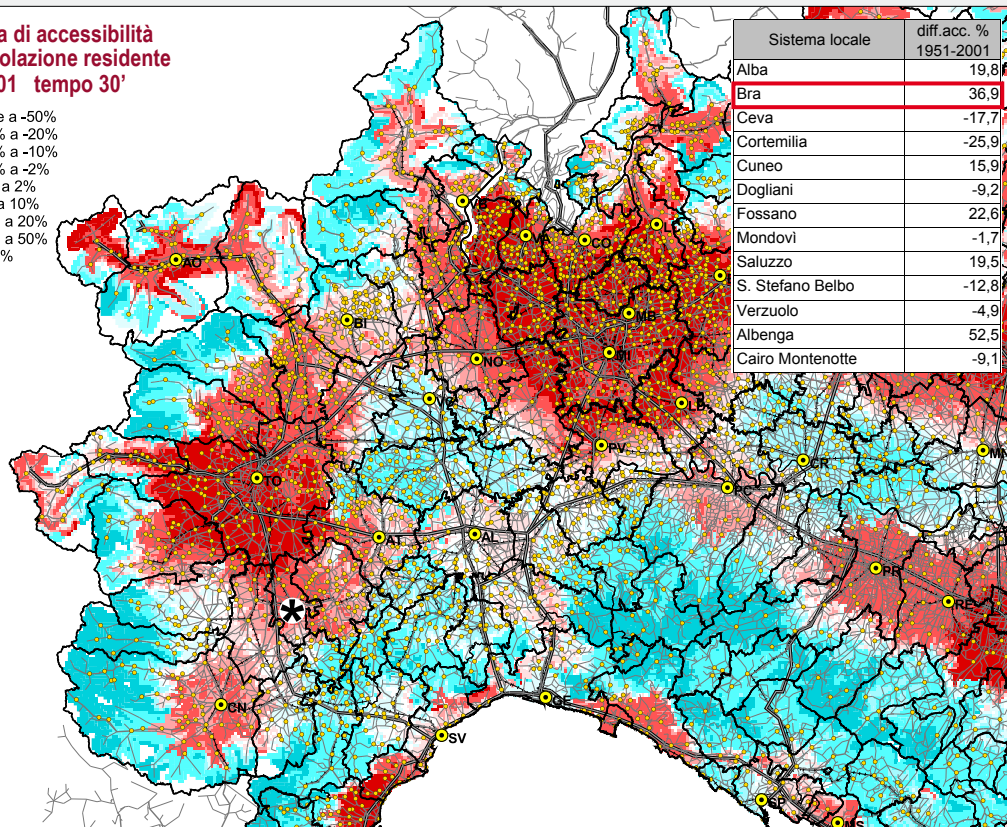 a di accessibilità
olazione residente
01 tempo 30’
e a -50%
% a -20%
% a -10%
% a -2%
a 2%
a 10%
a 20%
a 50%
%
Sistema locale diff.acc. % 1951-2001
Alba 19,8
Bra 36,9
Ceva -17,7
Cortemilia -25,9
Cuneo 15,9
Dogliani -9,2
Fossano 22,6
Mondovì -1,7
Saluzzo 19,5
S. Stefano Belbo -12,8
Verzuolo -4,9
Albenga 52,5
Cairo Montenotte -9,1
VA
CO
AO
BI
MB
MI
NO
PV
CR
TO
AT
AL
PR
RE
*
CN
GE
SV
SP
MS